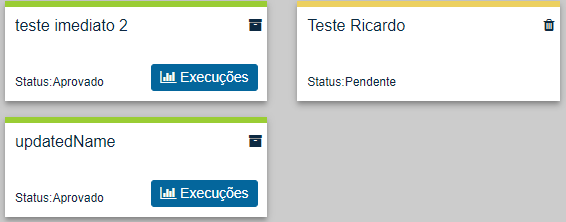 teste imediato 2
Status:Aprovado
Execuções
Teste Ricardo
Status:Pendente
updatedName
Status:Aprovado
Execuções